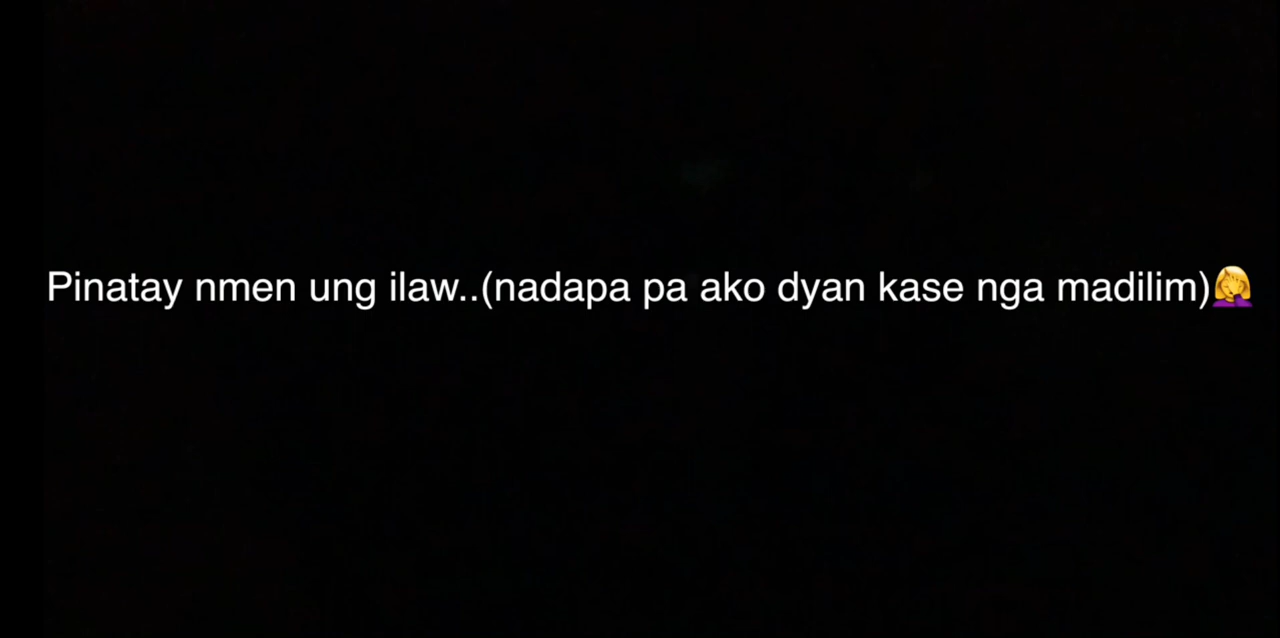 Pinatay nmen ung ilaw..(nadapa pa ako dyan kase nga madilim)🤦‍♀️